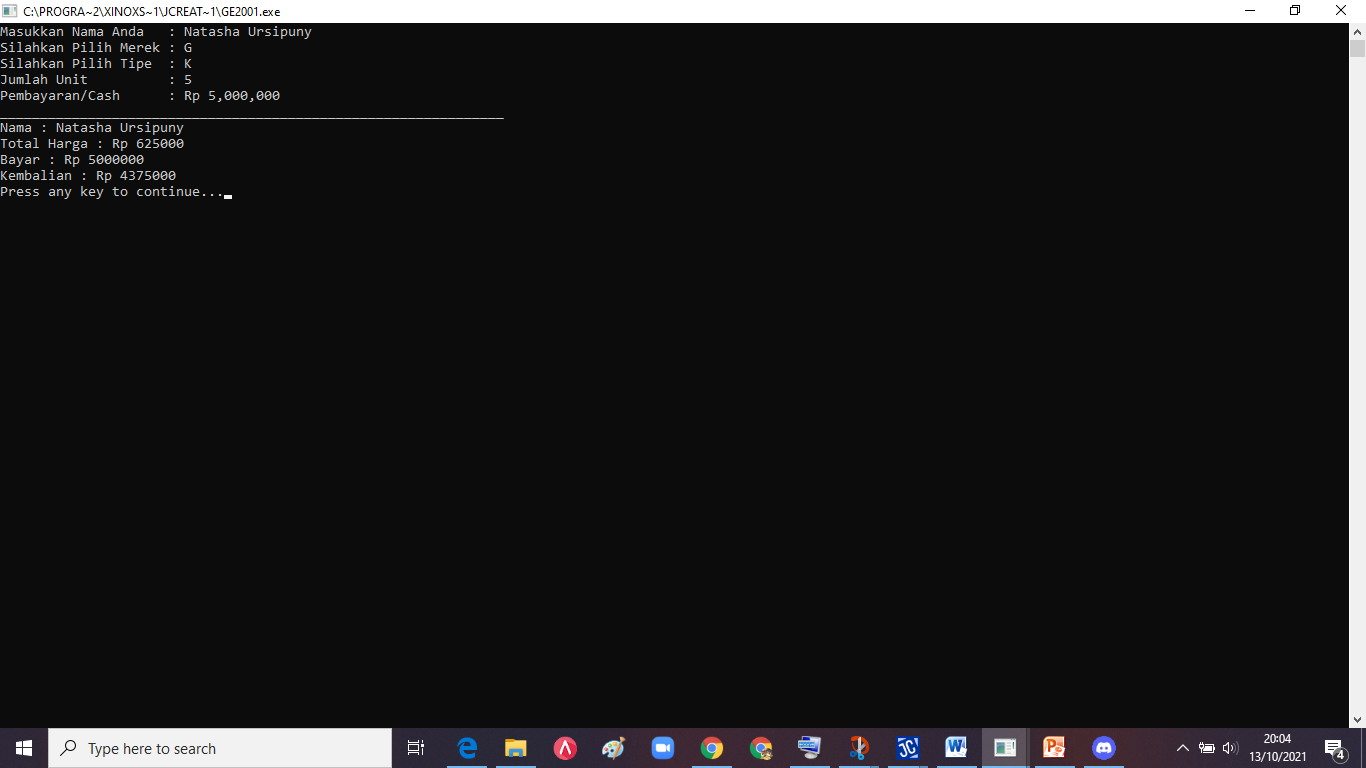 C:\PROGRA~2\XINOXS~1\JCREAT~1\GE2001.exe
Masukkan Nama Anda   : Natasha Ursipuny
Silahkan Pilih Merek : G
Silahkan Pilih Tipe  : K
Jumlah Unit          : 5
Pembayaran/Cash      : Rp 5,000,000
_______________________________________________________________
Nama : Natasha Ursipuny
Total Harga : Rp 625000
Bayar : Rp 5000000
Kembalian : Rp 4375000
Press any key to continue...
Type here to search
20:04
13/10/2021
4